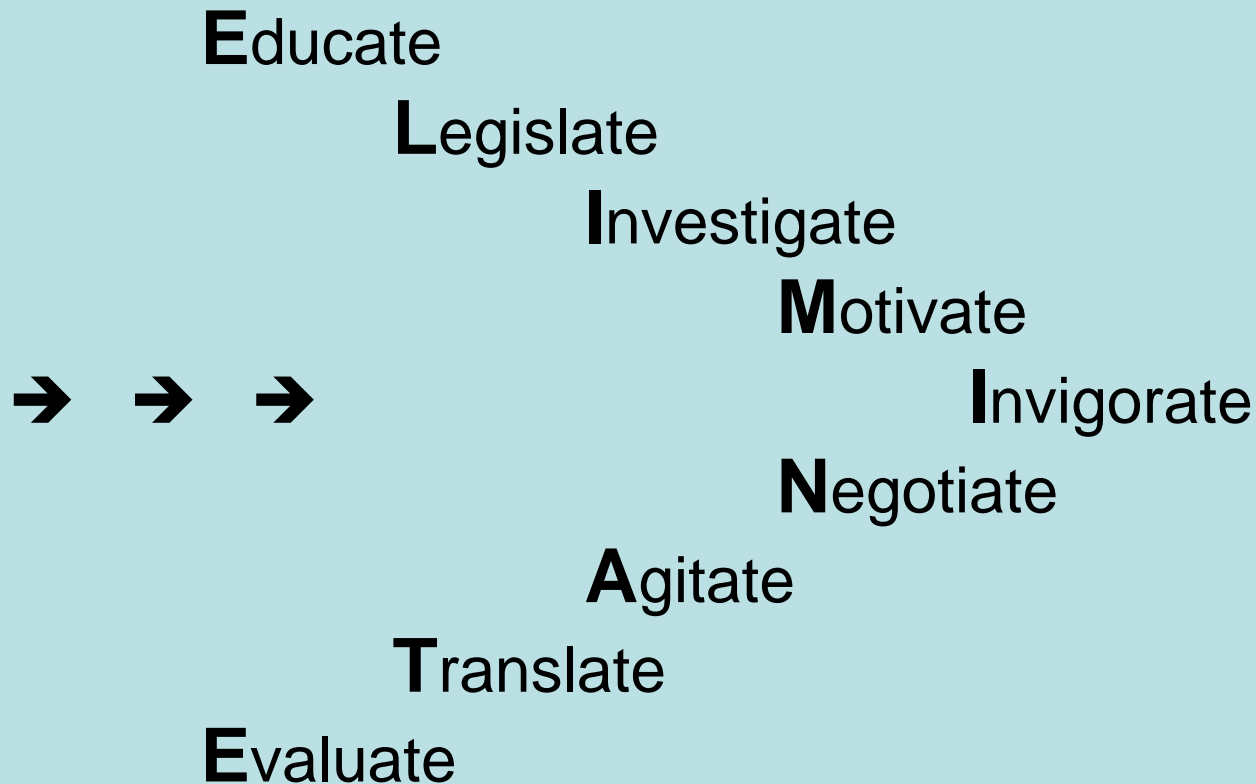 Educate
Legislate
Investigate
Motivate
➔ ➔ ➔ Invigorate
Negotiate
Agitate
Translate
Evaluate